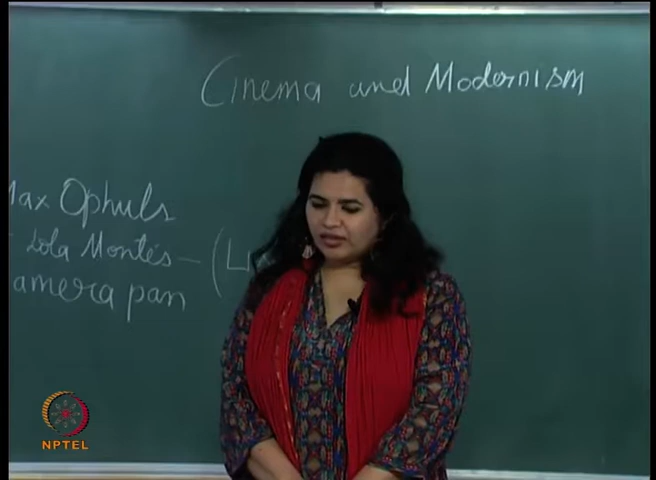 Cinema and Modernism
Max Ophuls
- Lola Montès - (L
amera pan
NPTEL